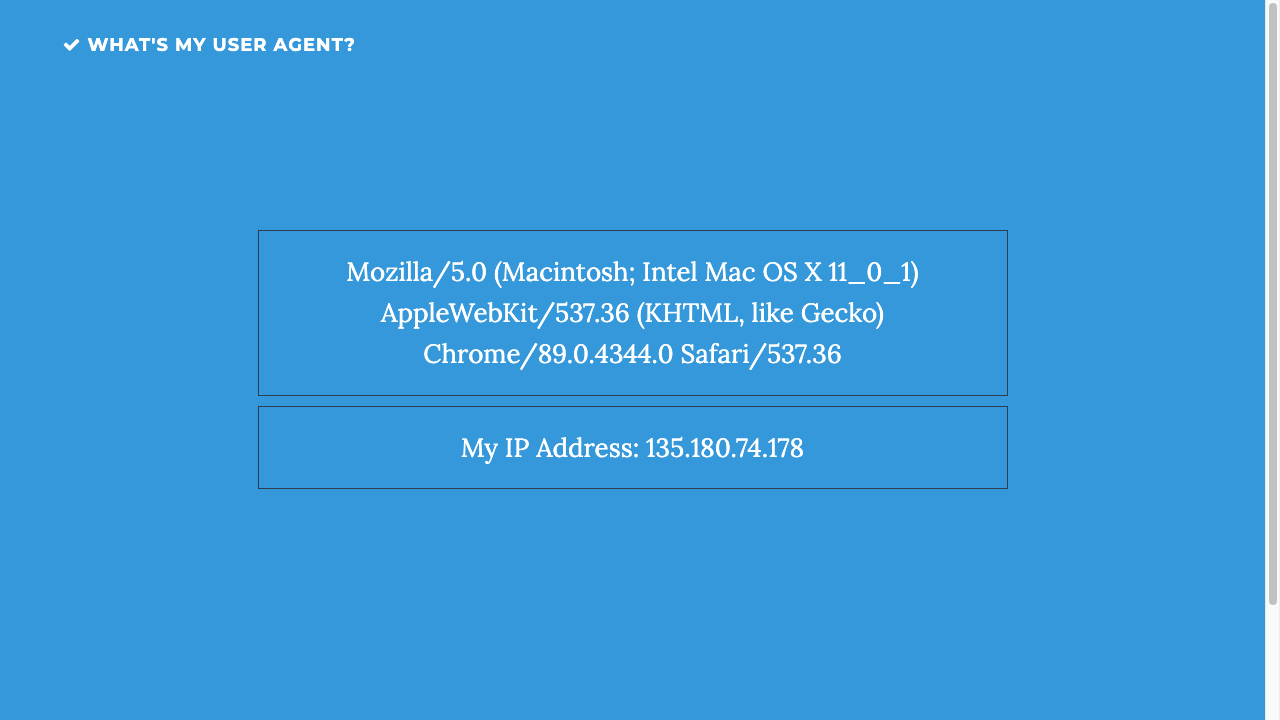 WHAT'S MY USER AGENT?
Mozilla/5.0 (Macintosh; Intel Mac OS X 11_0_1)
AppleWebKit/537.36 (KHTML, like Gecko)
Chrome/89.0.4344.0 Safari/537.36
My IP Address: 135.180.74.178